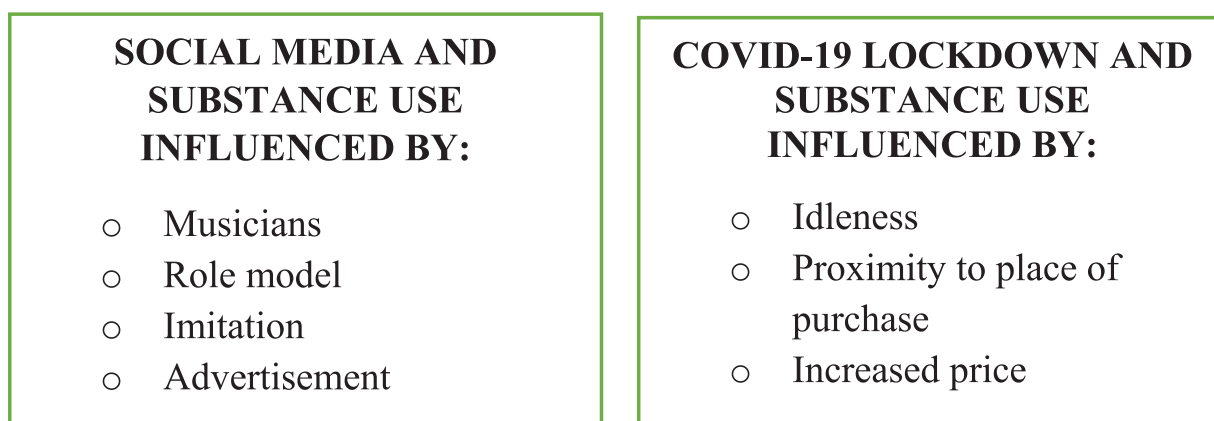 SOCIAL MEDIA AND
SUBSTANCE USE
INFLUENCED BY:
o Musicians
o Role model
o Imitation
o Advertisement
COVID-19 LOCKDOWN AND
SUBSTANCE USE
INFLUENCED BY:
o Idleness
o Proximity to place of
purchase
o Increased price